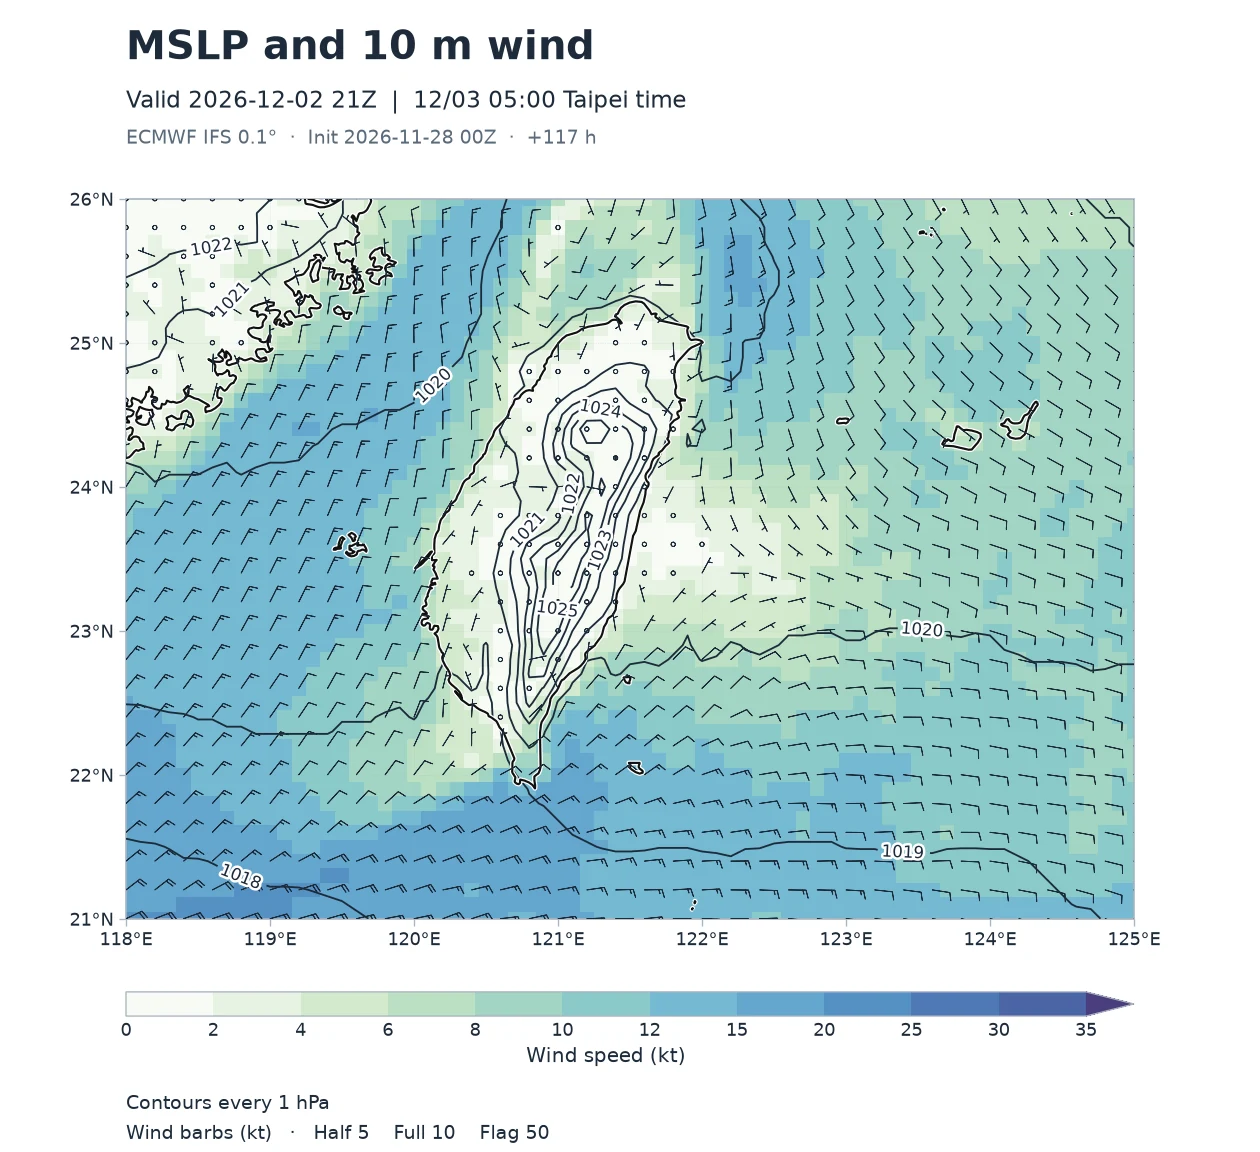 MSLP and 10 m wind
Valid 2026-12-02 21Z | 12/03 05:00 Taipei time
ECMWF IFS 0.1° · Init 2026-11-28 00Z · +117 h
26°N
25°N
24°N
23°N
22°N
21°N
1022
1021
1020
1024
1022
1021
1023
1025
1020
1019
1018
118°E 119°E 120°E 121°E 122°E 123°E 124°E 125°E
0 2 4 6 8 10 12 15 20 25 30 35
Wind speed (kt)
Contours every 1 hPa
Wind barbs (kt) · Half 5 Full 10 Flag 50